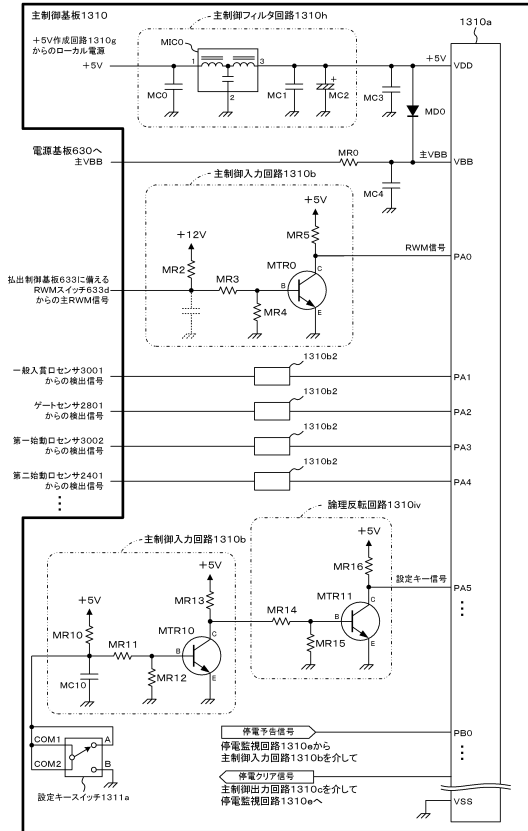 制御基板1310
主制御フィルタ回路1310h
1310a
+5V作成回路1310g
からのローカル電源
MIC0
+5V
1
3
2
+5V
VDD
MC0
MC1
+
MC2
MC3
MD0
電源基板630へ
主VBB
MR0
主VBB
VBB
MC4
主制御入力回路1310b
+5V
MR5
+12V
MR2
RWM信号
PA0
MTR0
C
払出制御基板633に備える
RWMスイッチ633d
からの主RWM信号
MR3
B
MR4
E
一般入賞口センサ3001
からの検出信号
1310b2
PA1
ゲートセンサ2801
からの検出信号
1310b2
PA2
第一始動口センサ3002
からの検出信号
1310b2
PA3
第二始動口センサ2401
からの検出信号
1310b2
PA4
論理反転回路1310iv
主制御入力回路1310b
+5V
MR16
設定キー信号
PA5
+5V
MR13
+5V
MR10
MTR11
C
MR14
B
MR15
E
MTR10
C
MR11
B
MR12
E
MC10
COM1
A
COM2
B
設定キースイッチ1311a
停電予告信号
PB0
停電監視回路1310eから
主制御入力回路1310bを介して
停電クリア信号
主制御出力回路1310cを介して
停電監視回路1310eへ
VSS